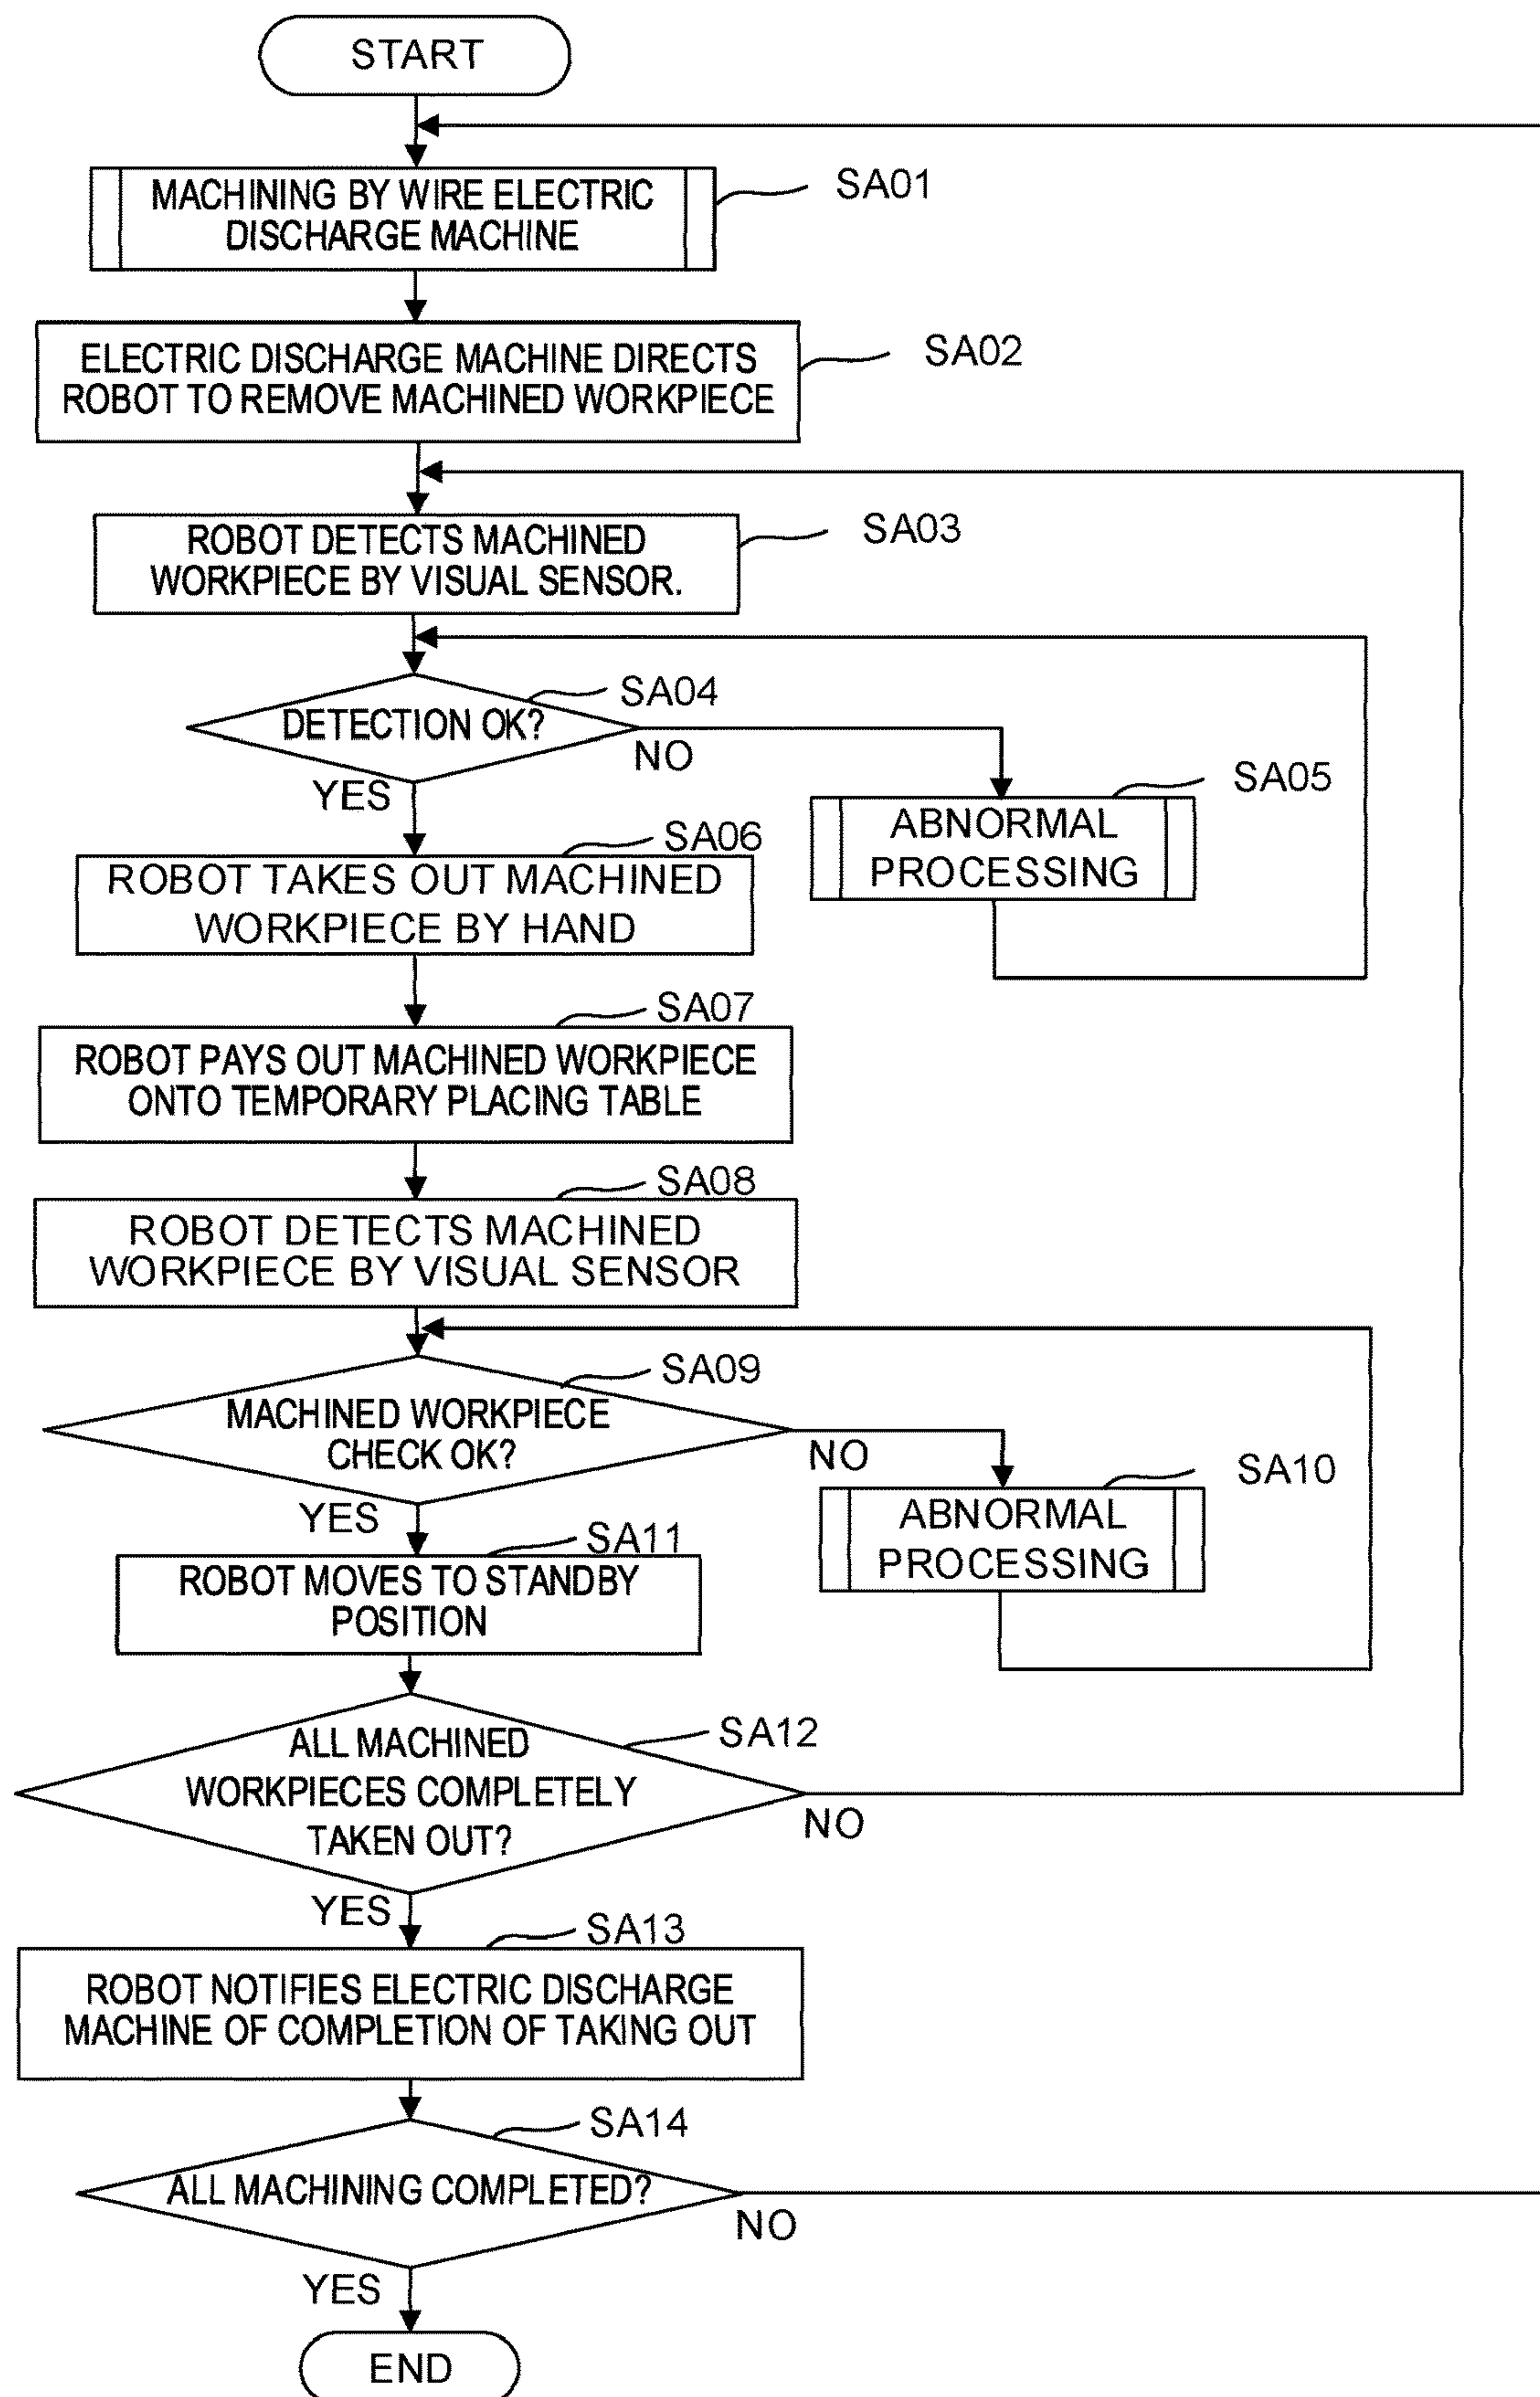 START
MACHINING BY WIRE ELECTRIC
DISCHARGE MACHINE
SA01
ELECTRIC DISCHARGE MACHINE DIRECTS
ROBOT TO REMOVE MACHINED WORKPIECE
SA02
ROBOT DETECTS MACHINED
WORKPIECE BY VISUAL SENSOR.
SA03
DETECTION OK?
SA04
NO
YES
ABNORMAL
PROCESSING
SA05
ROBOT TAKES OUT MACHINED
WORKPIECE BY HAND
SA06
ROBOT PAYS OUT MACHINED WORKPIECE
ONTO TEMPORARY PLACING TABLE
SA07
ROBOT DETECTS MACHINED
WORKPIECE BY VISUAL SENSOR
SA08
MACHINED WORKPIECE
CHECK OK?
SA09
NO
YES
ABNORMAL
PROCESSING
SA10
ROBOT MOVES TO STANDBY
POSITION
SA11
ALL MACHINED
WORKPIECES COMPLETELY
TAKEN OUT?
SA12
NO
YES
ROBOT NOTIFIES ELECTRIC DISCHARGE
MACHINE OF COMPLETION OF TAKING OUT
SA13
ALL MACHINING COMPLETED?
SA14
NO
YES
END